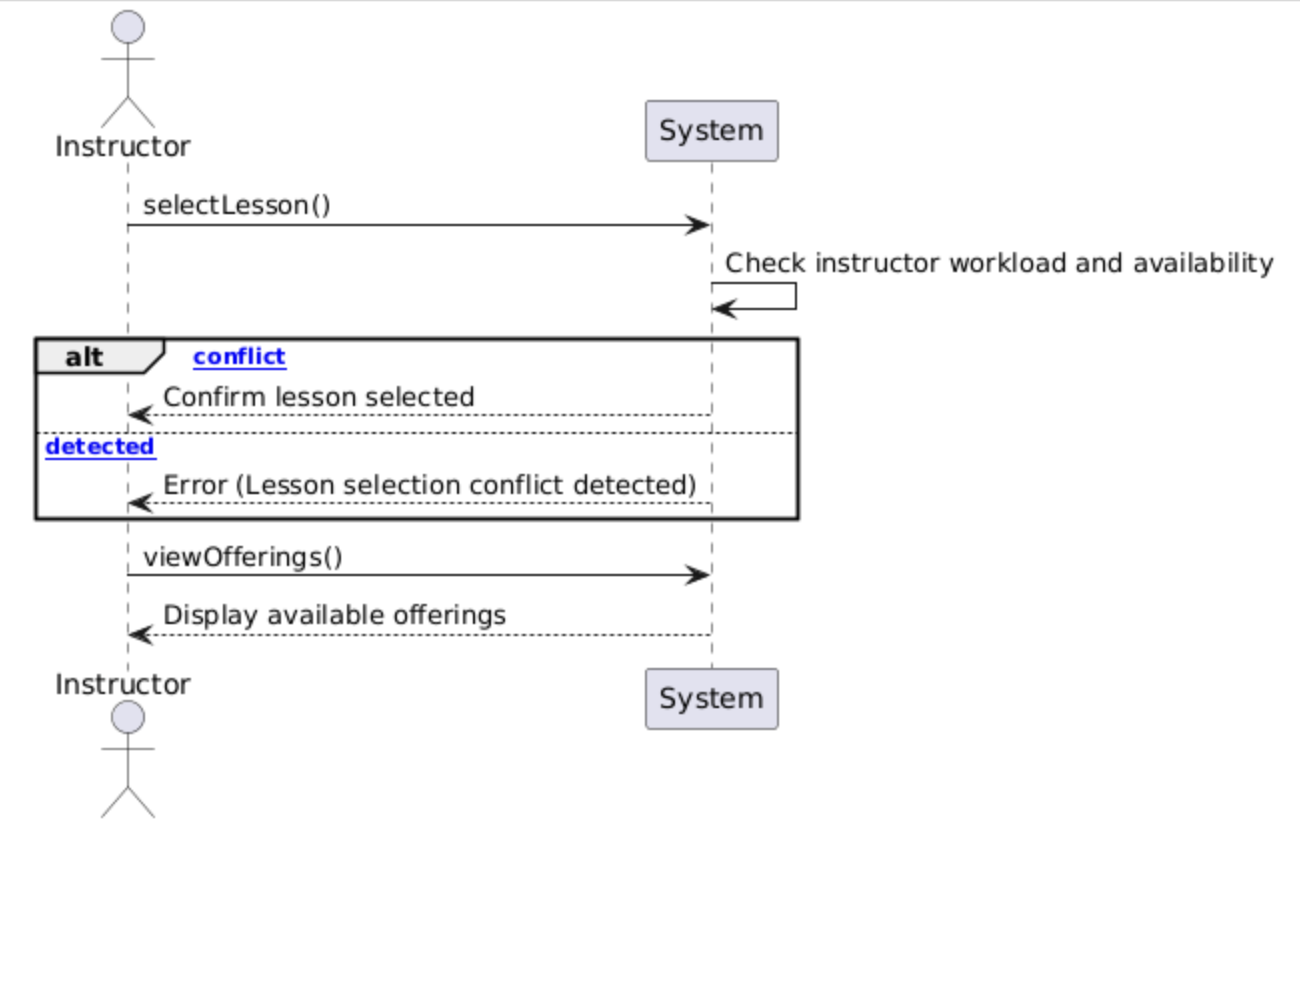 Instructor
System
selectLesson()
Check instructor workload and availability
alt conflict
Confirm lesson selected
detected
Error (Lesson selection conflict detected)
viewOfferings()
Display available offerings
Instructor
System